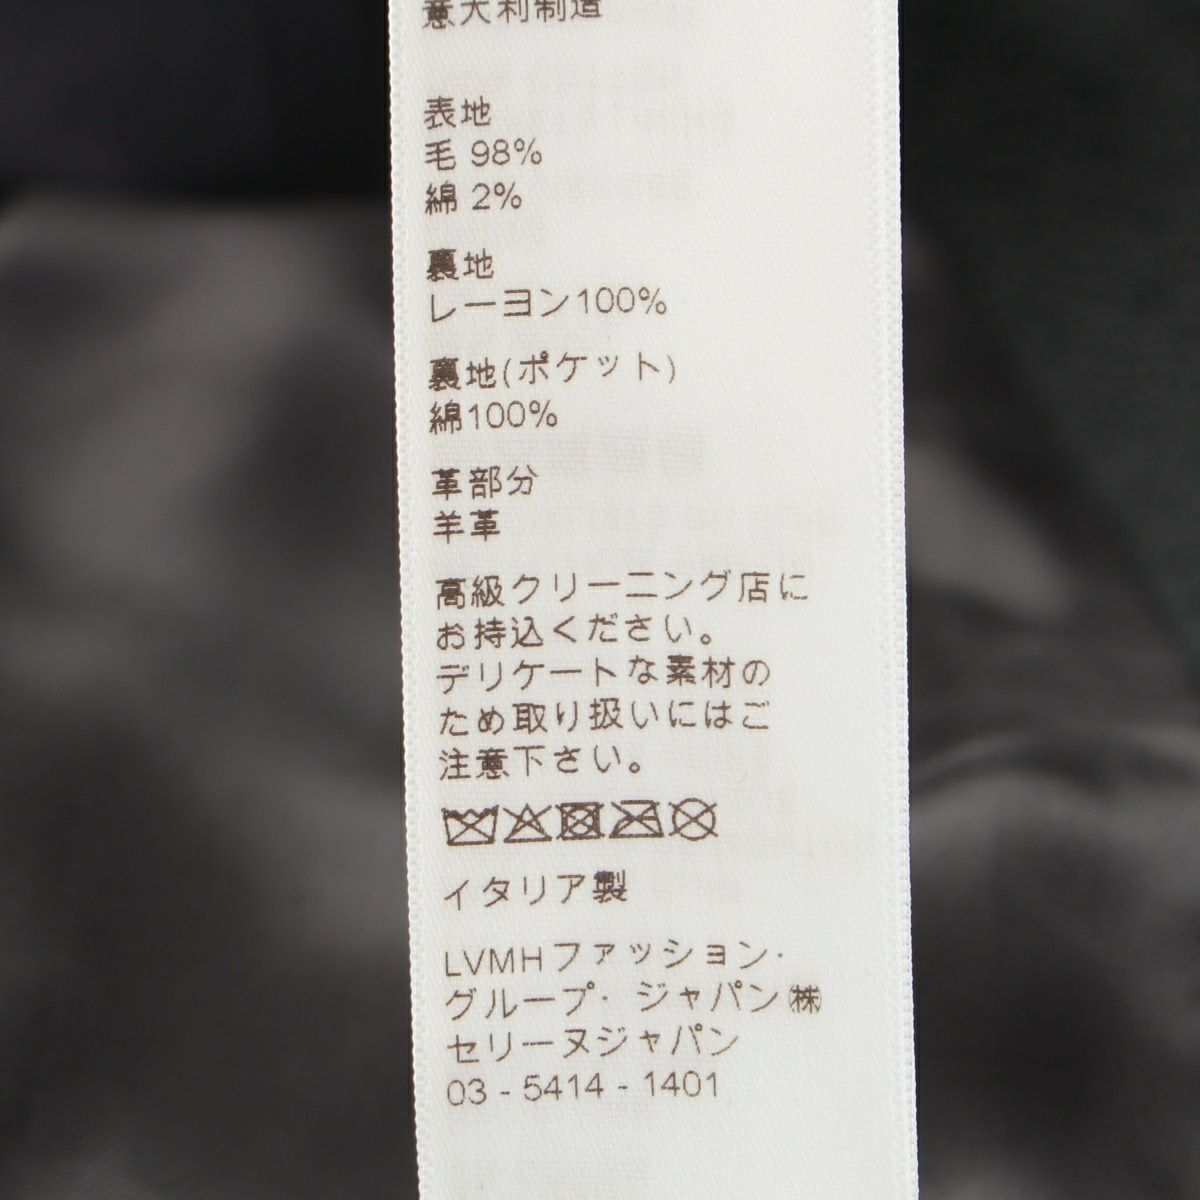 意大利制造
表地
毛 98%
綿 2%
裏地
レーヨン100%
裏地(ポケット)
綿100%
革部分
羊革
高級クリーニング店に
お持込ください。
デリケートな素材の
ため取り扱いにはご
注意下さい。
イタリア製
LVMHファッション・
グループ・ジャパン㈱
セリーヌジャパン
03 - 5414 - 1401